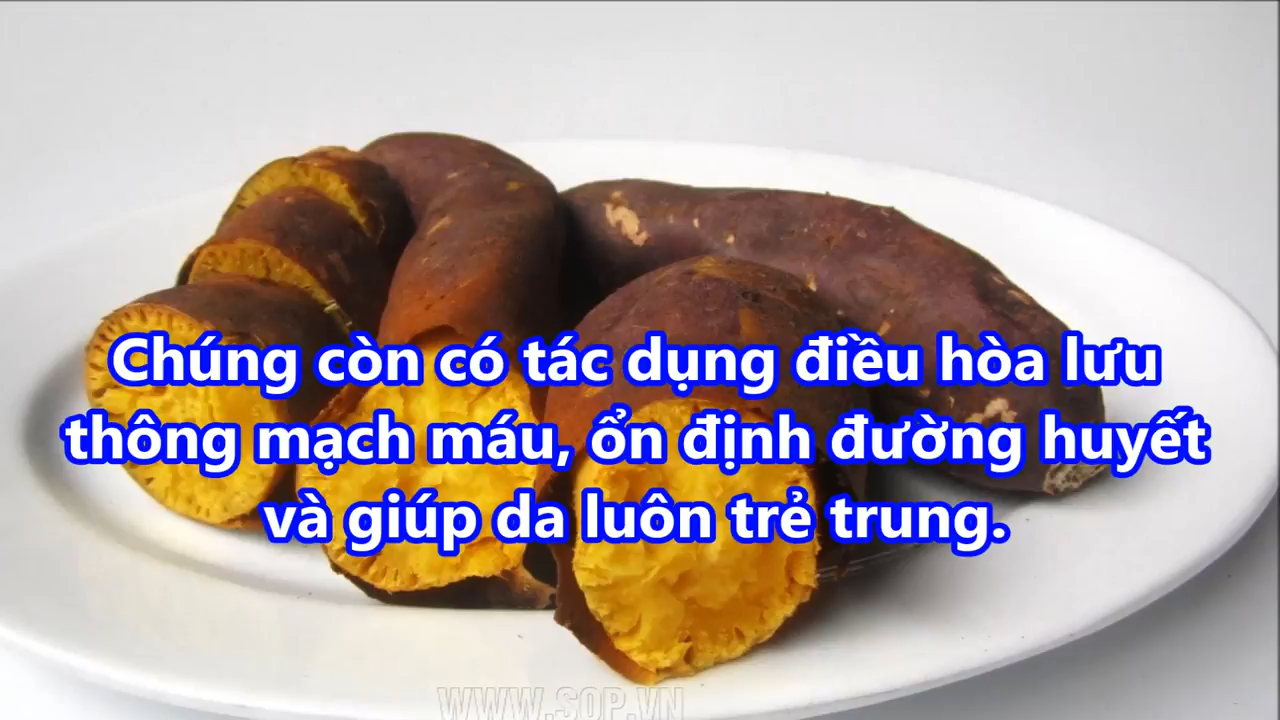 Chúng còn có tác dụng điều hòa lưu
thông mạch máu, ổn định đường huyết
và giúp da luôn trẻ trung.
WWW.SOP.VN